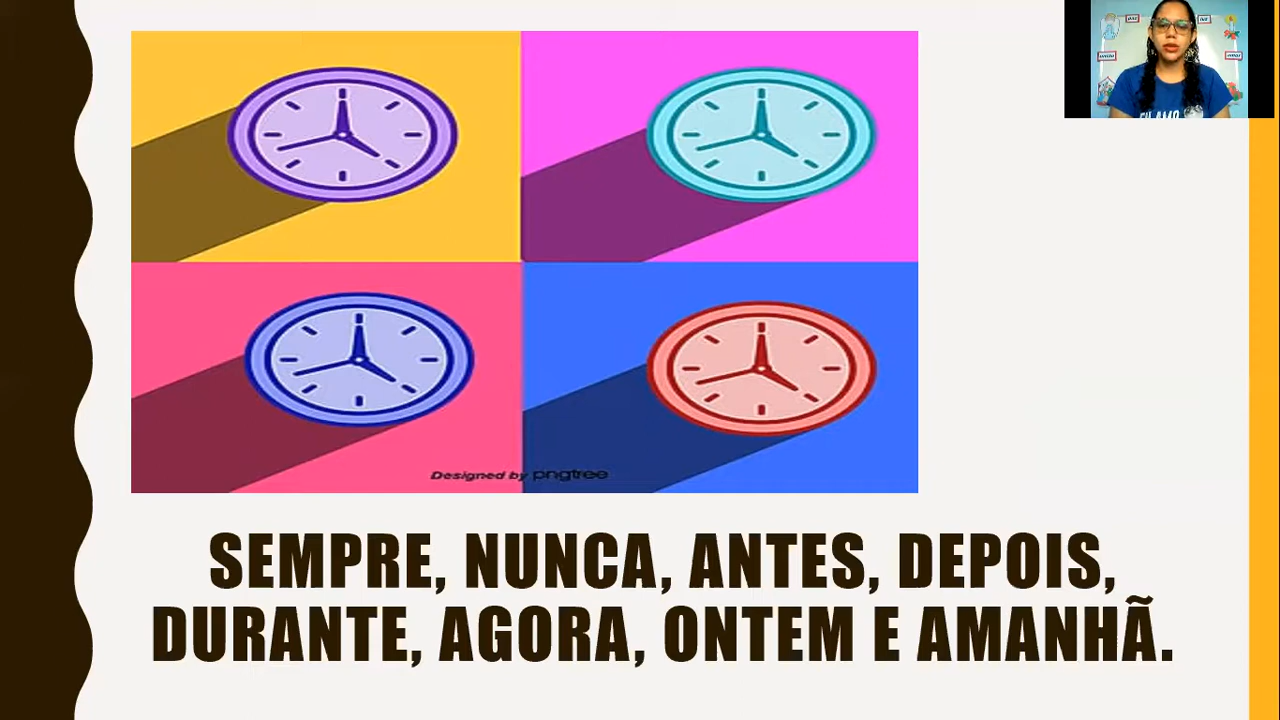 Designed by pngtree
SEMPRE, NUNCA, ANTES, DEPOIS,
DURANTE, AGORA, ONTEM E AMANHÃ.